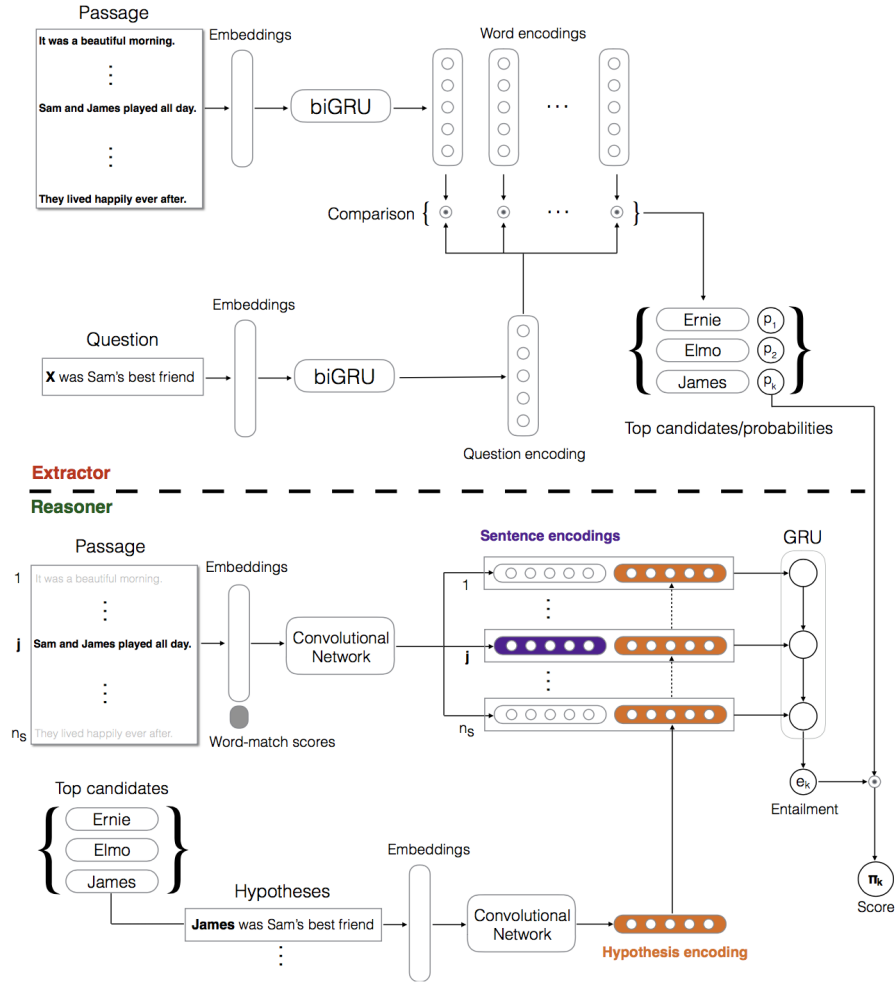 Passage
It was a beautiful morning.
Sam and James played all day.
They lived happily ever after.
Embeddings
biGRU
Word encodings
Comparison { }
Question
X was Sam's best friend
Embeddings
biGRU
Question encoding
Ernie p1
Elmo p2
James pk
Top candidates/probabilities
Extractor
Reasoner
Passage
1 It was a beautiful morning.
j Sam and James played all day.
nS They lived happily ever after.
Embeddings
Word-match scores
Convolutional
Network
Sentence encodings
1
j
nS
GRU
ek
Entailment
πk
Score
Top candidates
Ernie
Elmo
James
Hypotheses
James was Sam's best friend
Embeddings
Convolutional
Network
Hypothesis encoding